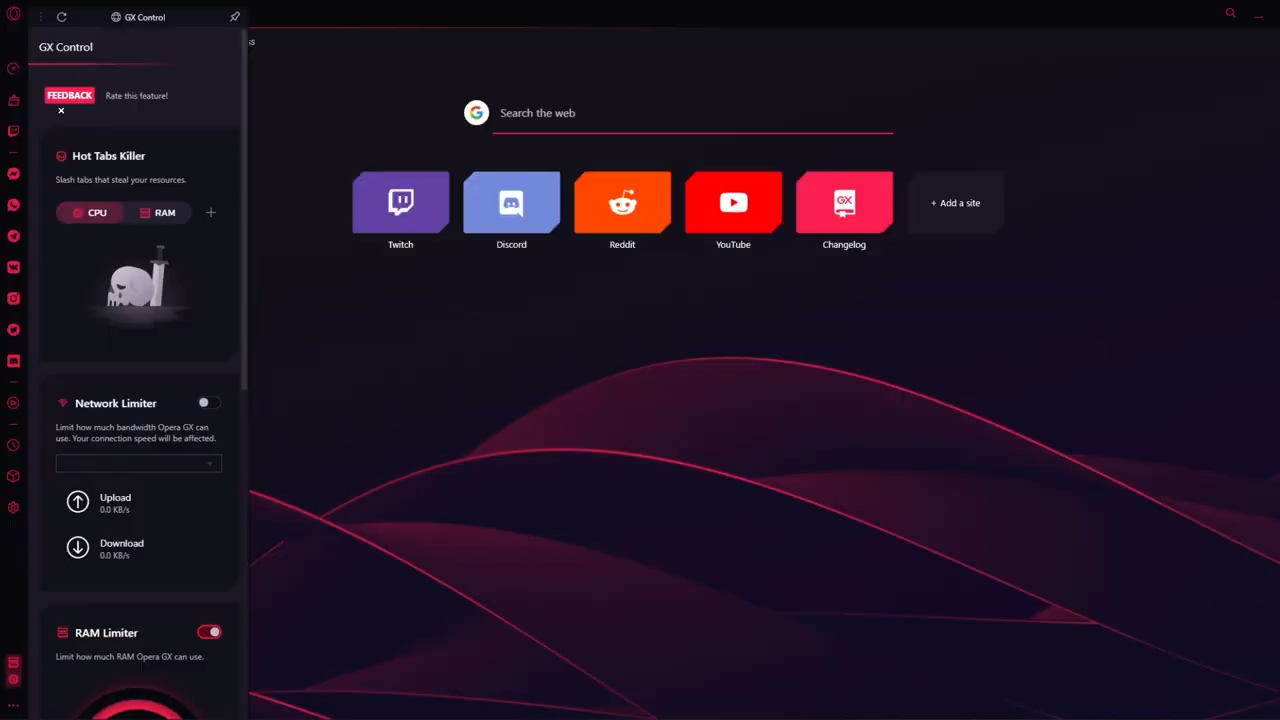 GX Control
GX Control
FEEDBACK
Rate this feature!
Hot Tabs Killer
Slash tabs that steal your resources.
CPU
RAM
Network Limiter
Limit how much bandwidth Opera GX can
use. Your connection speed will be affected.
Upload
0.0 KB/s
Download
0.0 KB/s
RAM Limiter
Limit how much RAM Opera GX can use.
Search the web
GX
+ Add a site
Twitch
Discord
Reddit
YouTube
Changelog